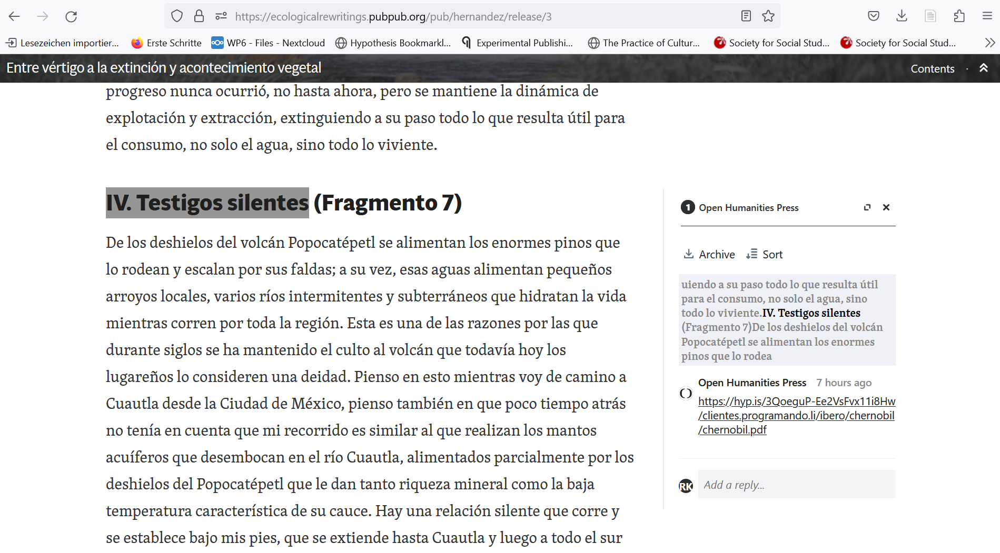 https://ecologicalrewritings.pubpub.org/pub/hernandez/release/3
Lesezeichen importier...
Erste Schritte
WP6 - Files - Nextcloud
Hypothesis Bookmarkl...
Experimental Publishi...
The Practice of Cultur...
Society for Social Stud...
Society for Social Stud...
Entre vértigo a la extinción y acontecimiento vegetal
Contents ·
progreso nunca ocurrió, no hasta ahora, pero se mantiene la dinámica de
explotación y extracción, extinguiendo a su paso todo lo que resulta útil para
el consumo, no solo el agua, sino todo lo viviente.
IV. Testigos silentes (Fragmento 7)
De los deshielos del volcán Popocatépetl se alimentan los enormes pinos que
lo rodean y escalan por sus faldas; a su vez, esas aguas alimentan pequeños
arroyos locales, varios ríos intermitentes y subterráneos que hidratan la vida
mientras corren por toda la región. Esta es una de las razones por las que
durante siglos se ha mantenido el culto al volcán que todavía hoy los
lugareños lo consideren una deidad. Pienso en esto mientras voy de camino a
Cuautla desde la Ciudad de México, pienso también en que poco tiempo atrás
no tenía en cuenta que mi recorrido es similar al que realizan los mantos
acuíferos que desembocan en el río Cuautla, alimentados parcialmente por los
deshielos del Popocatépetl que le dan tanto riqueza mineral como la baja
temperatura característica de su cauce. Hay una relación silente que corre y
se establece bajo mis pies, que se extiende hasta Cuautla y luego a todo el sur
1 Open Humanities Press
Archive
Sort
uiendo a su paso todo lo que resulta útil
para el consumo, no solo el agua, sino
todo lo viviente.IV. Testigos silentes
(Fragmento 7)De los deshielos del volcán
Popocatépetl se alimentan los enormes
pinos que lo rodea
Open Humanities Press 7 hours ago
https://hyp.is/3QoeguP-Ee2VsFvx11i8Hw
/clientes.programando.li/ibero/chernobil
/chernobil.pdf
RK
Add a reply...